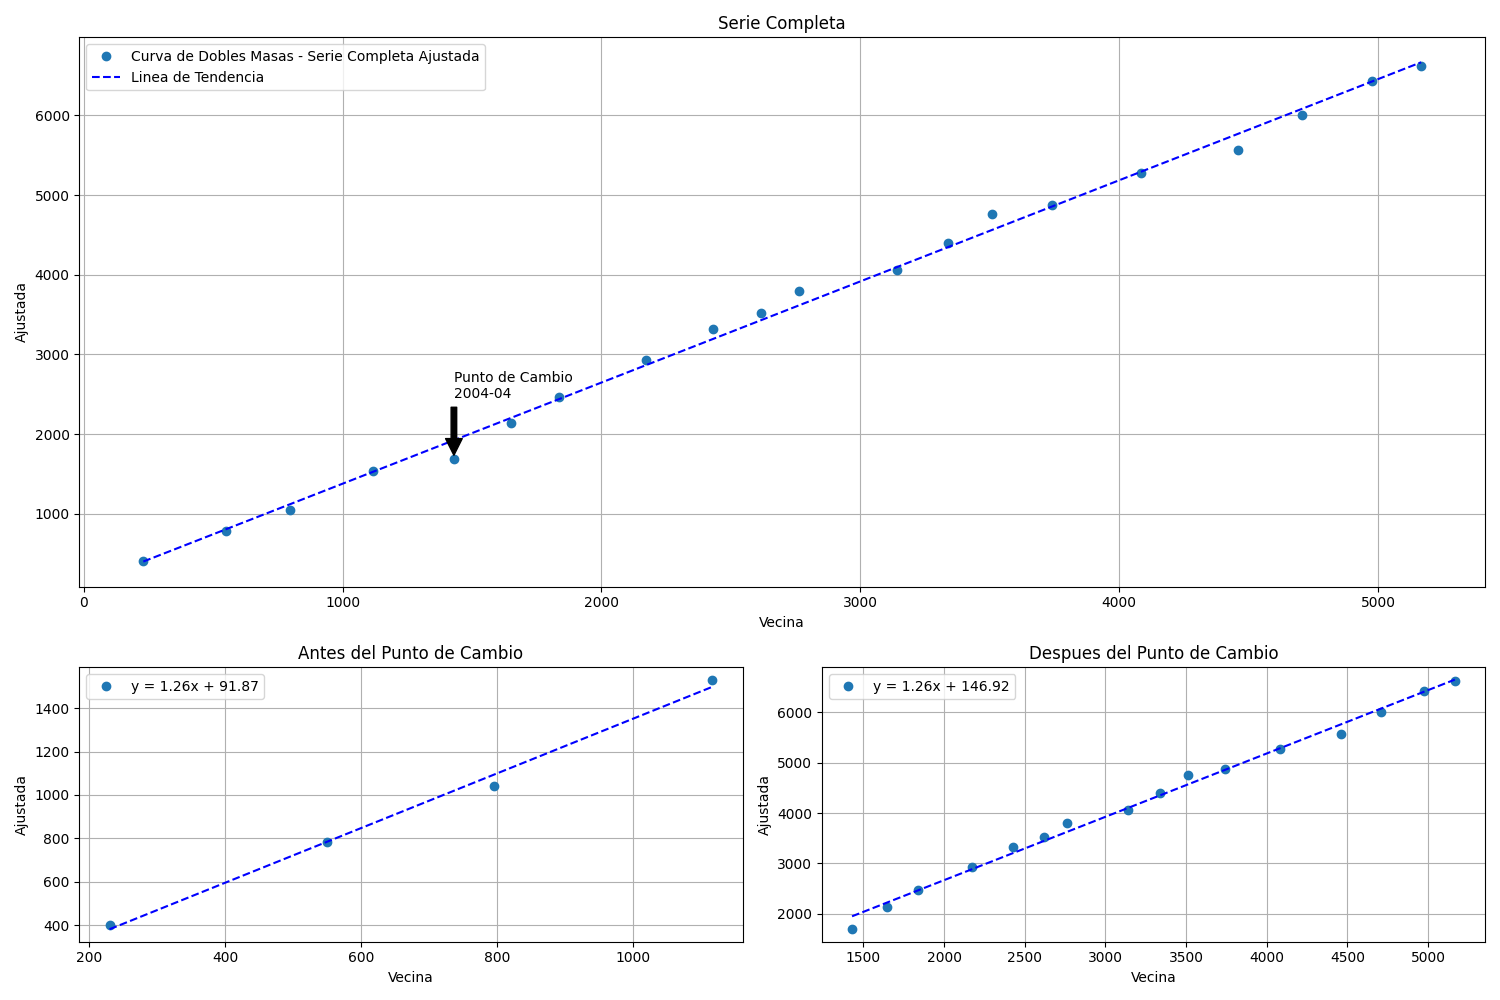 Serie Completa
Curva de Dobles Masas - Serie Completa Ajustada
Linea de Tendencia
6000
5000
4000
3000
2000
1000
Ajustada
Punto de Cambio
2004-04
0 1000 2000 3000 4000 5000
Vecina
Antes del Punto de Cambio
y = 1.26x + 91.87
1400
1200
1000
800
600
400
Ajustada
200 400 600 800 1000
Vecina
Despues del Punto de Cambio
y = 1.26x + 146.92
6000
5000
4000
3000
2000
Ajustada
1500 2000 2500 3000 3500 4000 4500 5000
Vecina